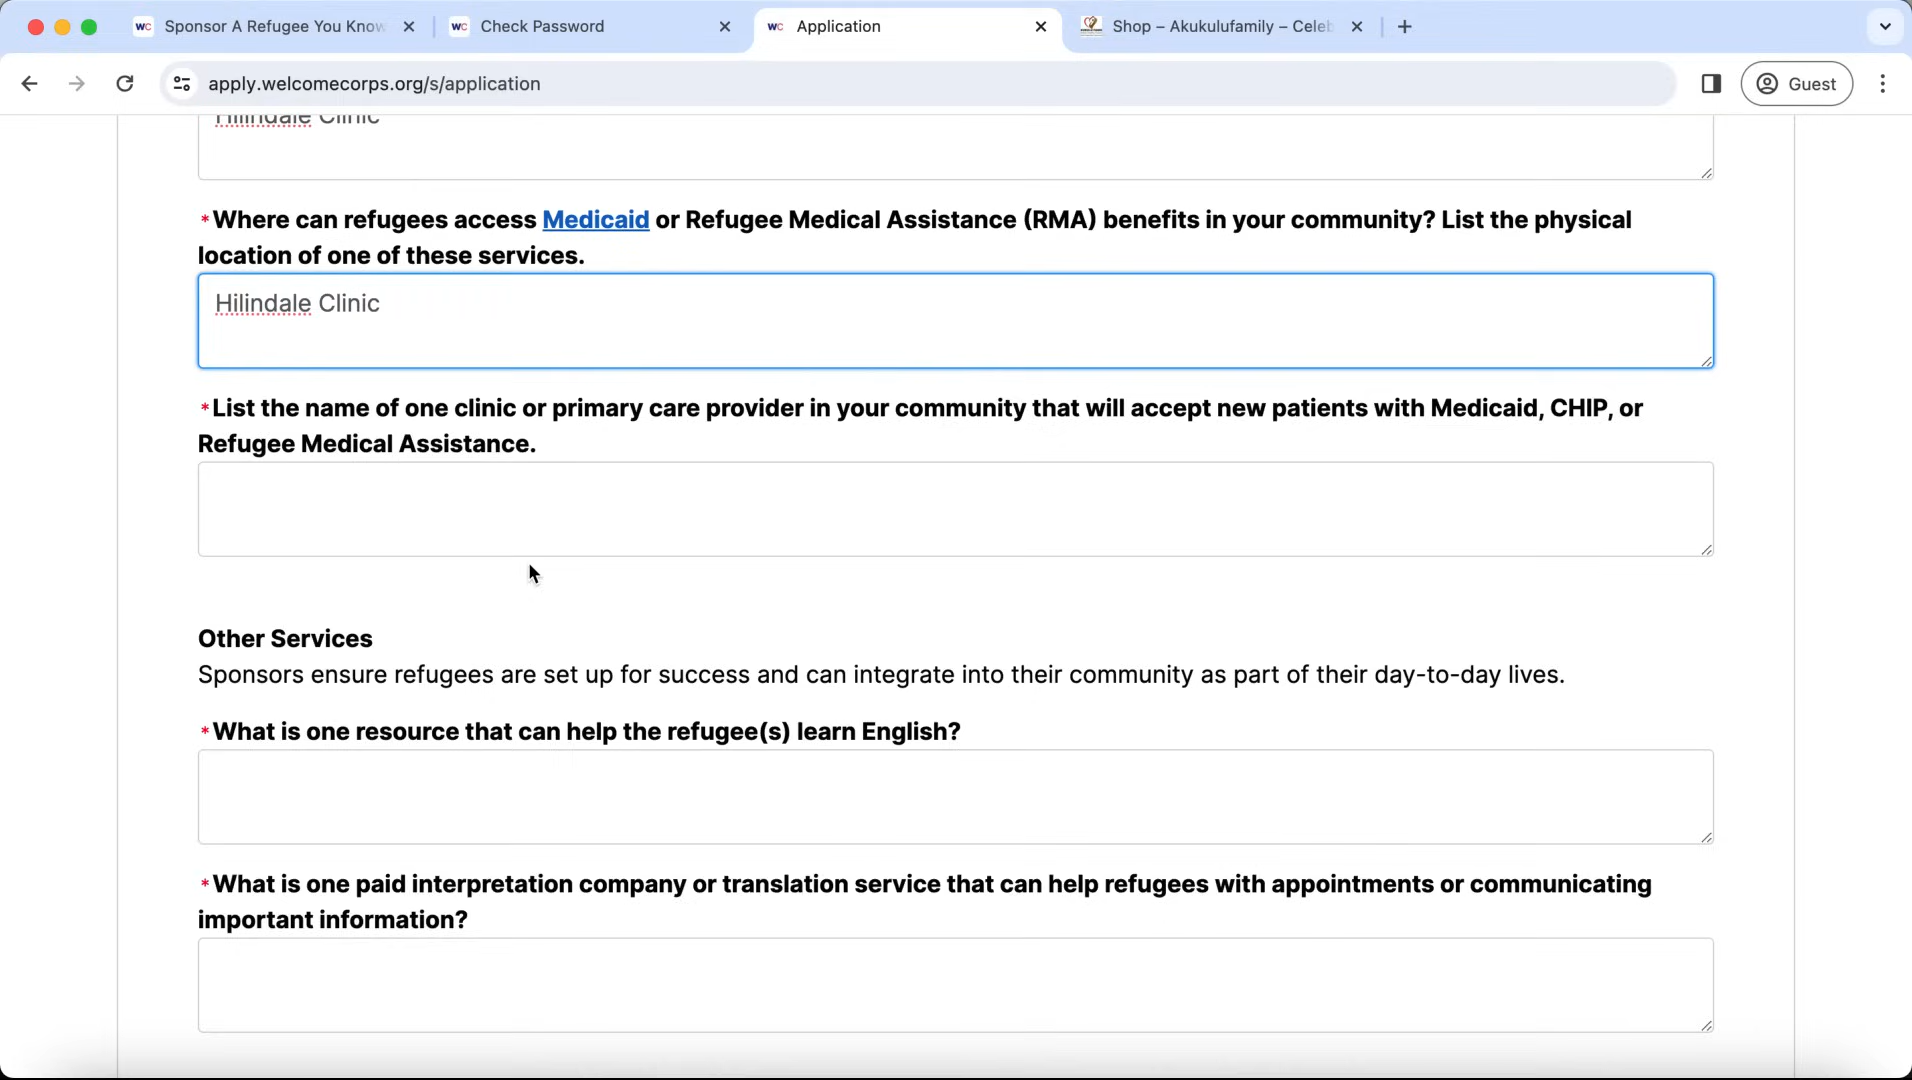 Sponsor A Refugee You Know
Check Password
Application
Shop – Akukulufamily – Celeb
apply.welcomecorps.org/s/application
Guest
Hilindale Clinic
*Where can refugees access Medicaid or Refugee Medical Assistance (RMA) benefits in your community? List the physical
location of one of these services.
Hilindale Clinic
*List the name of one clinic or primary care provider in your community that will accept new patients with Medicaid, CHIP, or
Refugee Medical Assistance.
Other Services
Sponsors ensure refugees are set up for success and can integrate into their community as part of their day-to-day lives.
*What is one resource that can help the refugee(s) learn English?
*What is one paid interpretation company or translation service that can help refugees with appointments or communicating
important information?